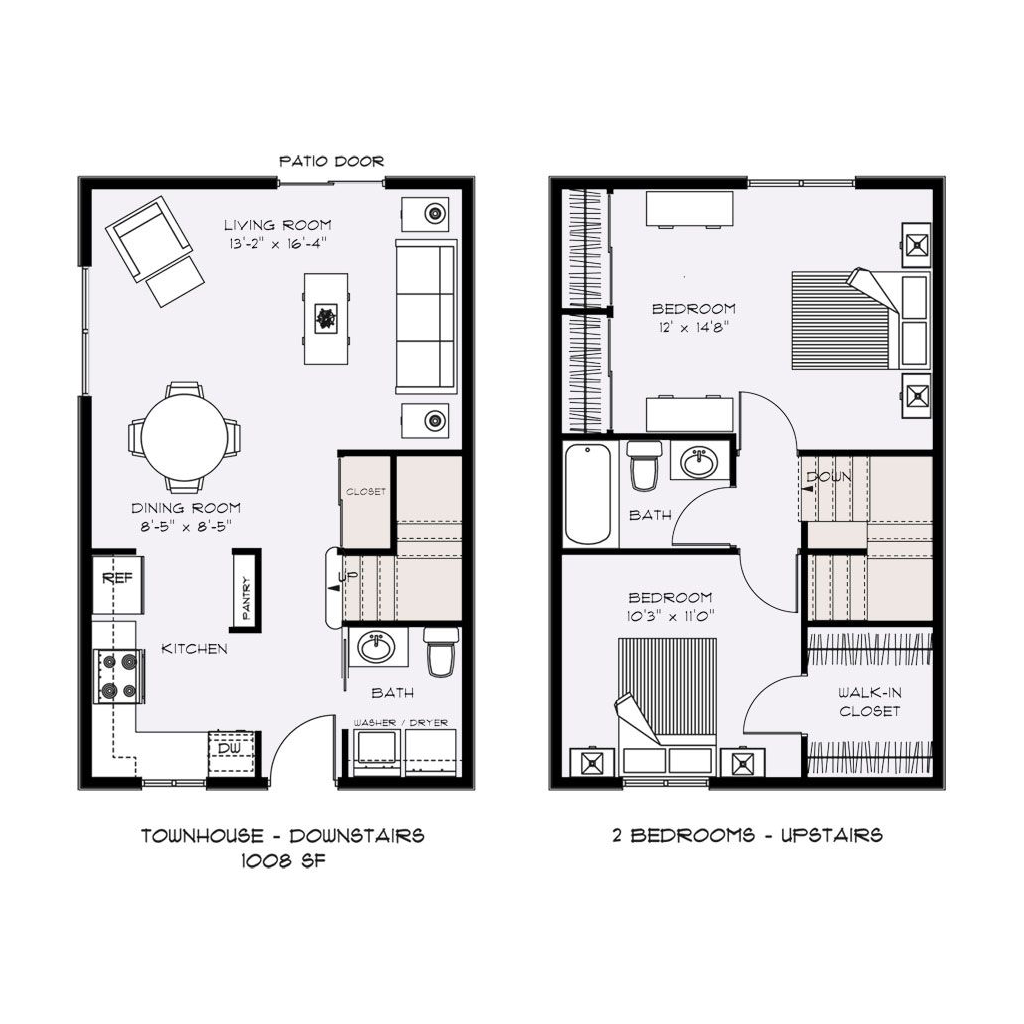 PATIO DOOR
LIVING ROOM
13'-2" x 16'-4"
DINING ROOM
8'-5" x 8'-5"
CLOSET
UP
REF
PANTRY
KITCHEN
BATH
WASHER / DRYER
DW
TOWNHOUSE - DOWNSTAIRS
1008 SF
BEDROOM
12' x 14'8"
DOWN
BATH
BEDROOM
10'3" x 11'0"
WALK-IN
CLOSET
2 BEDROOMS - UPSTAIRS